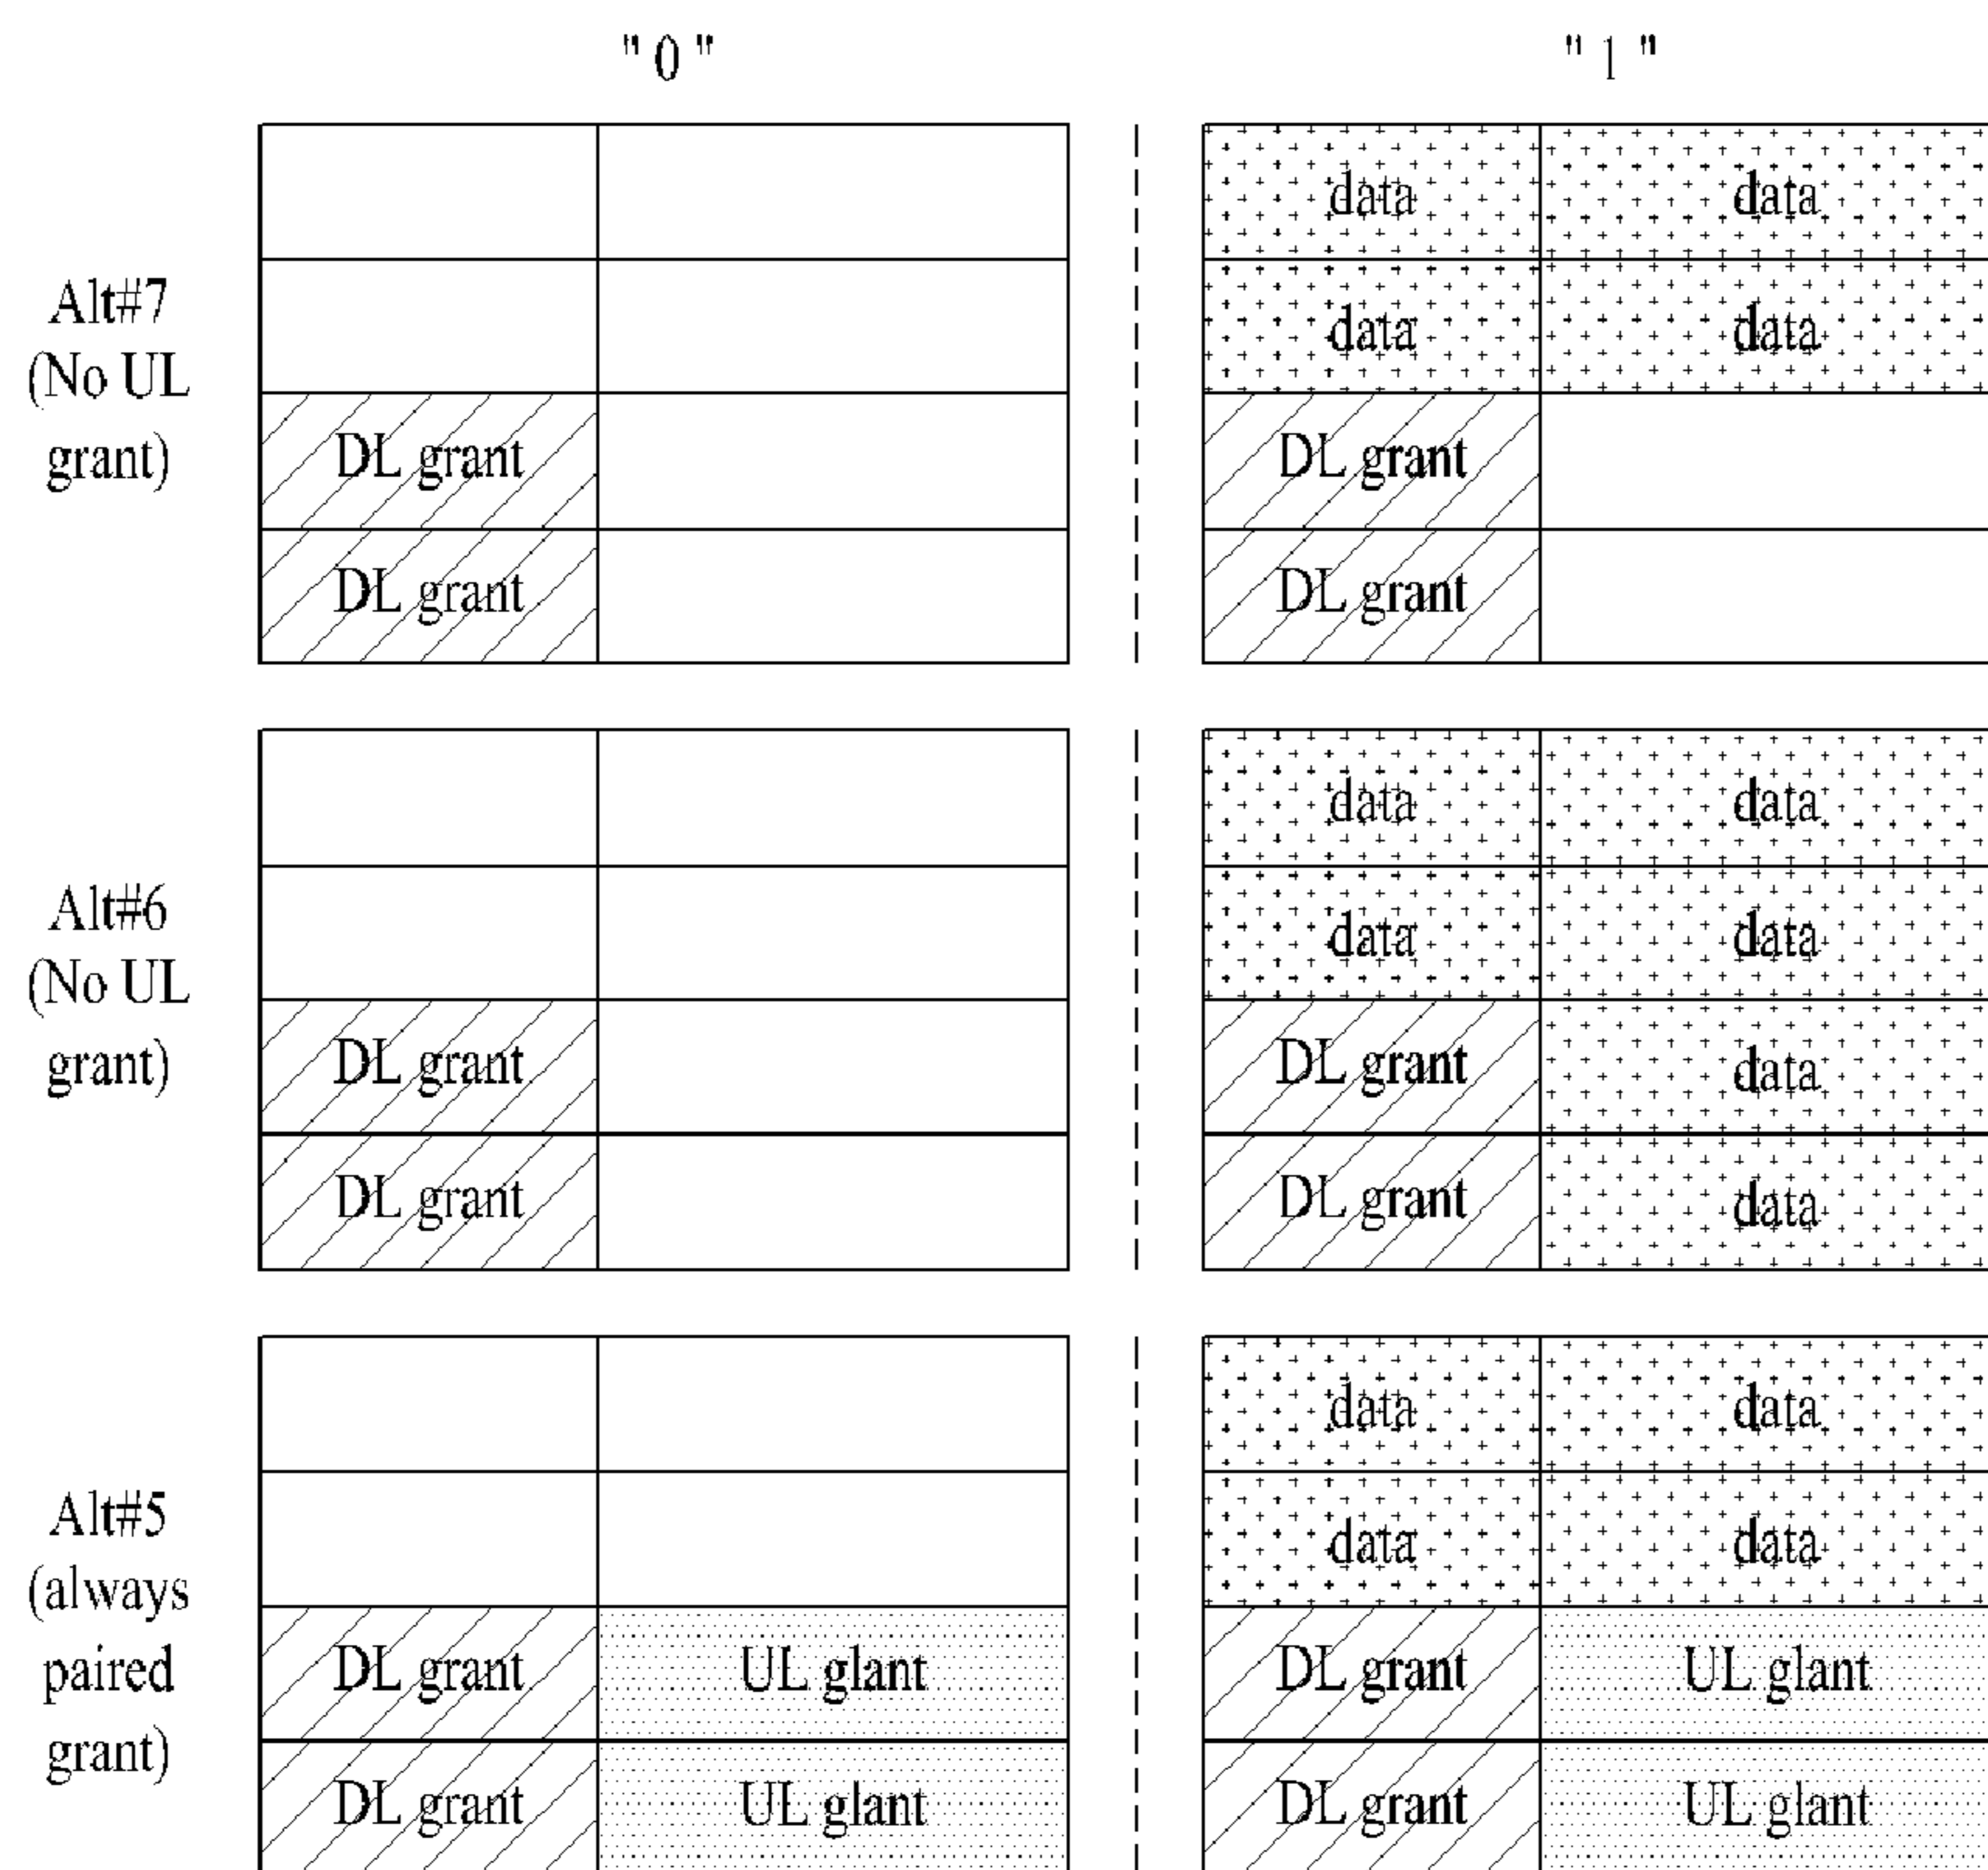 "0" "1"
Alt#7
(No UL
grant)
data data
data data
DL grant DL grant
DL grant DL grant
Alt#6
(No UL
grant)
data data
data data
DL grant DL grant data
DL grant DL grant data
Alt#5
(always
paired
grant)
data data
data data
DL grant UL glant DL grant UL glant
DL grant UL glant DL grant UL glant